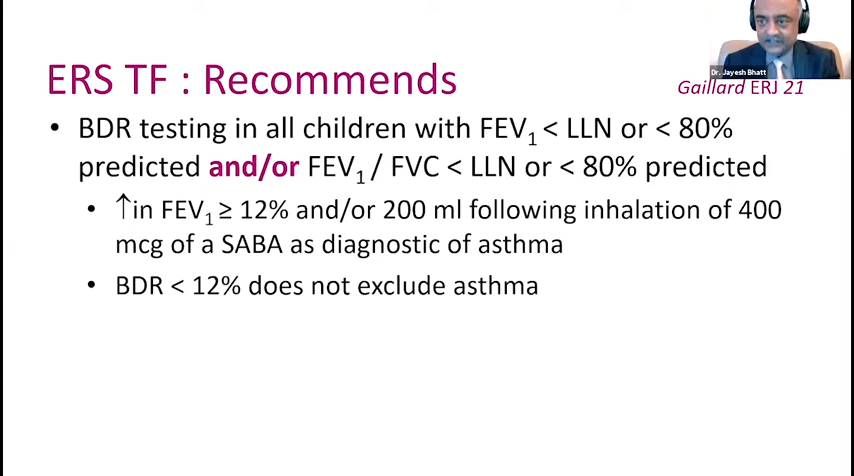 Dr. Jayesh Bhatt
ERS TF : Recommends
Gaillard ERJ 21
• BDR testing in all children with FEV₁ < LLN or < 80%
predicted and/or FEV₁ / FVC < LLN or < 80% predicted
• ↑in FEV₁ ≥ 12% and/or 200 ml following inhalation of 400
mcg of a SABA as diagnostic of asthma
• BDR < 12% does not exclude asthma